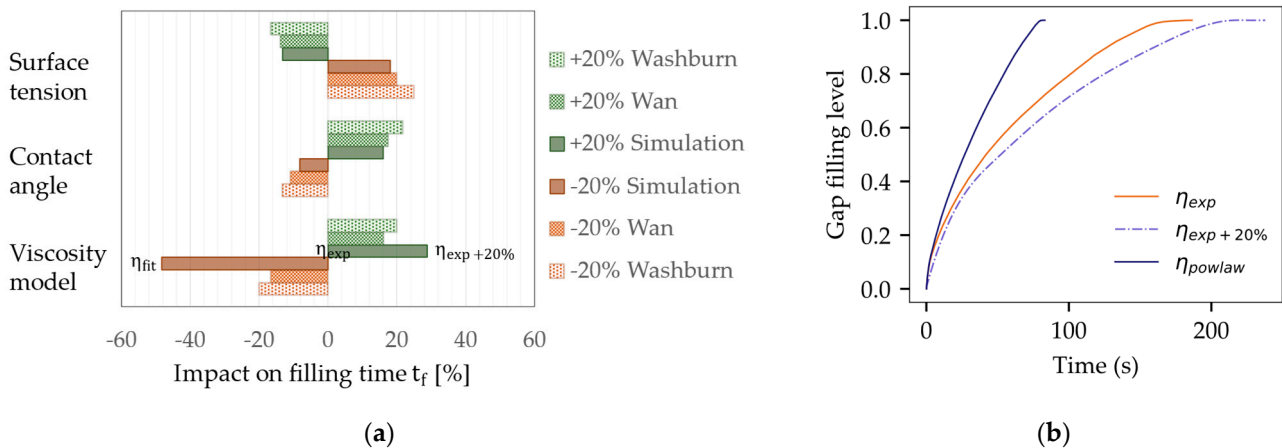 Surface
tension
Contact
angle
Viscosity
model
η_fit
η_exp
η_exp +20%
-60 -40 -20 0 20 40 60
Impact on filling time t_f [%]
+20% Washburn
+20% Wan
+20% Simulation
-20% Simulation
-20% Wan
-20% Washburn
(a)
Gap filling level
1.0
0.8
0.6
0.4
0.2
0.0
0 100 200
Time (s)
η_exp
η_exp + 20%
η_powlaw
(b)